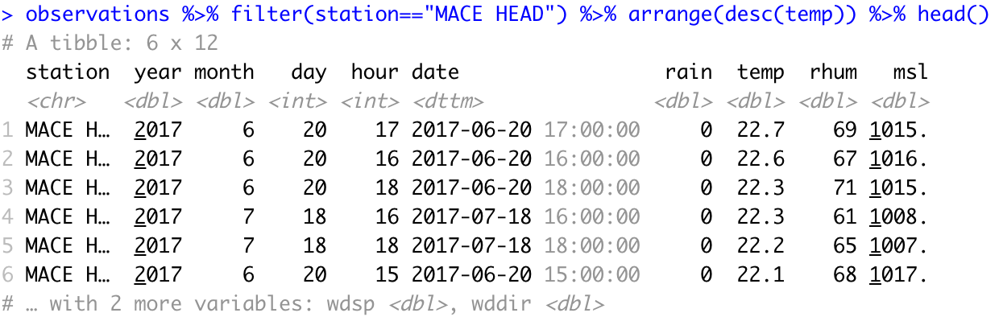 > observations %>% filter(station=="MACE HEAD") %>% arrange(desc(temp)) %>% head()
# A tibble: 6 x 12
  station  year month   day  hour date                 rain  temp  rhum   msl
  <chr>   <dbl> <dbl> <int> <int> <dttm>              <dbl> <dbl> <dbl> <dbl>
1 MACE H…  2017     6    20    17 2017-06-20 17:00:00     0  22.7    69 1015.
2 MACE H…  2017     6    20    16 2017-06-20 16:00:00     0  22.6    67 1016.
3 MACE H…  2017     6    20    18 2017-06-20 18:00:00     0  22.3    71 1015.
4 MACE H…  2017     7    18    16 2017-07-18 16:00:00     0  22.3    61 1008.
5 MACE H…  2017     7    18    18 2017-07-18 18:00:00     0  22.2    65 1007.
6 MACE H…  2017     6    20    15 2017-06-20 15:00:00     0  22.1    68 1017.
# … with 2 more variables: wdsp <dbl>, wddir <dbl>